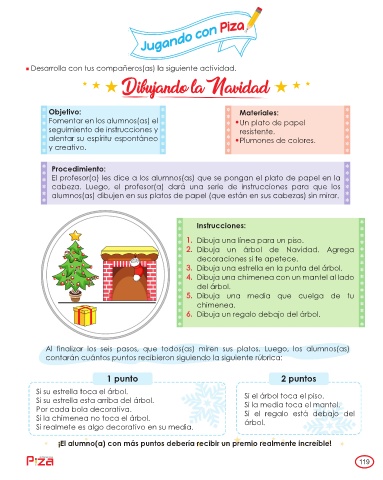 Jugando con Piza
Desarrolla con tus compañeros(as) la siguiente actividad.
Dibujando la Navidad
Objetivo:
Fomentar en los alumnos(as) el
seguimiento de instrucciones y
alentar su espíritu espontáneo
y creativo.
Materiales:
Un plato de papel
resistente.
Plumones de colores.
Procedimiento:
El profesor(a) les dice a los alumnos(as) que se pongan el plato de papel en la
cabeza. Luego, el profesor(a) dará una serie de instrucciones para que los
alumnos(as) dibujen en sus platos de papel (que están en sus cabezas) sin mirar.
Instrucciones:
1. Dibuja una línea para un piso.
2. Dibuja un árbol de Navidad. Agrega
decoraciones si te apetece.
3. Dibuja una estrella en la punta del árbol.
4. Dibuja una chimenea con un mantel al lado
del árbol.
5. Dibuja una media que cuelga de tu
chimenea.
6. Dibuja un regalo debajo del árbol.
Al finalizar los seis pasos, que todos(as) miren sus platos. Luego, los alumnos(as)
contarán cuántos puntos recibieron siguiendo la siguiente rúbrica:
1 punto
Si su estrella toca el árbol.
Si su estrella esta arriba del árbol.
Por cada bola decorativa.
Si la chimenea no toca el árbol.
Si realmete es algo decorativo en su media.
2 puntos
Si el árbol toca el piso.
Si la media toca el mantel.
Si el regalo está debajo del
árbol.
¡El alumno(a) con más puntos debería recibir un premio realmente increíble!
Piza
119